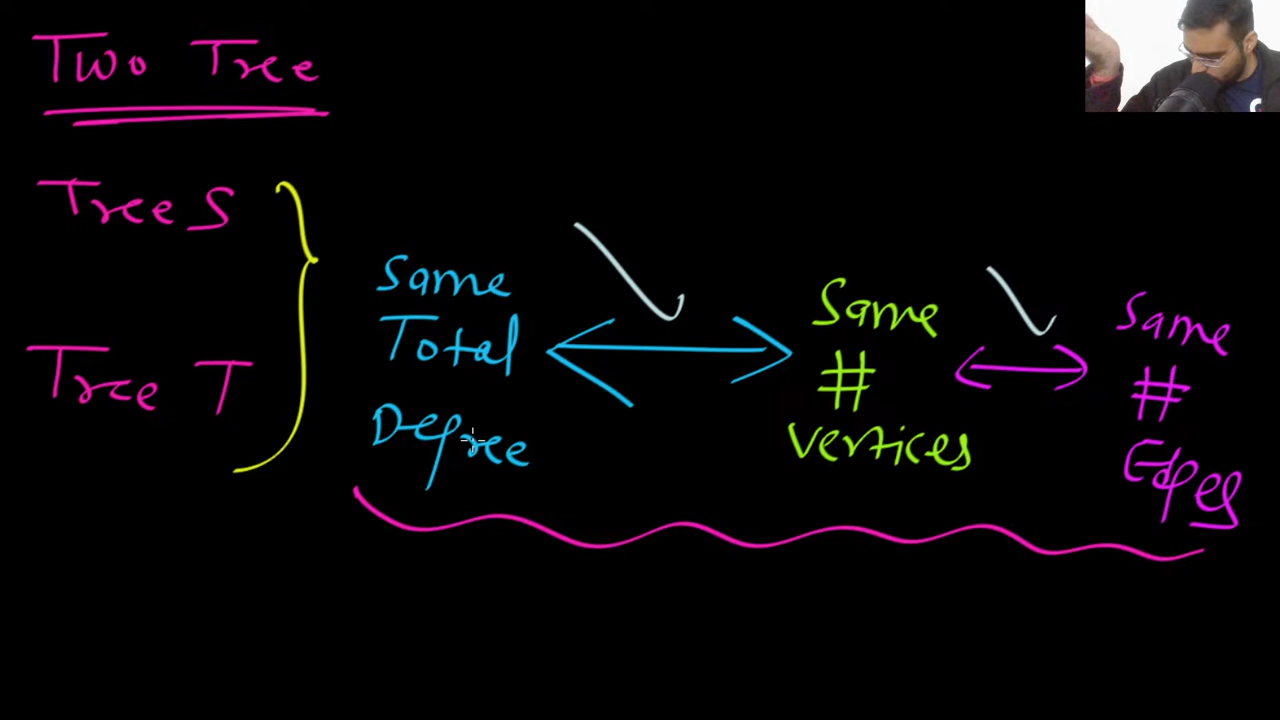 Two Tree
Tree S
Tree T
Same
Total
Degree
Same
#
vertices
Same
#
Edges